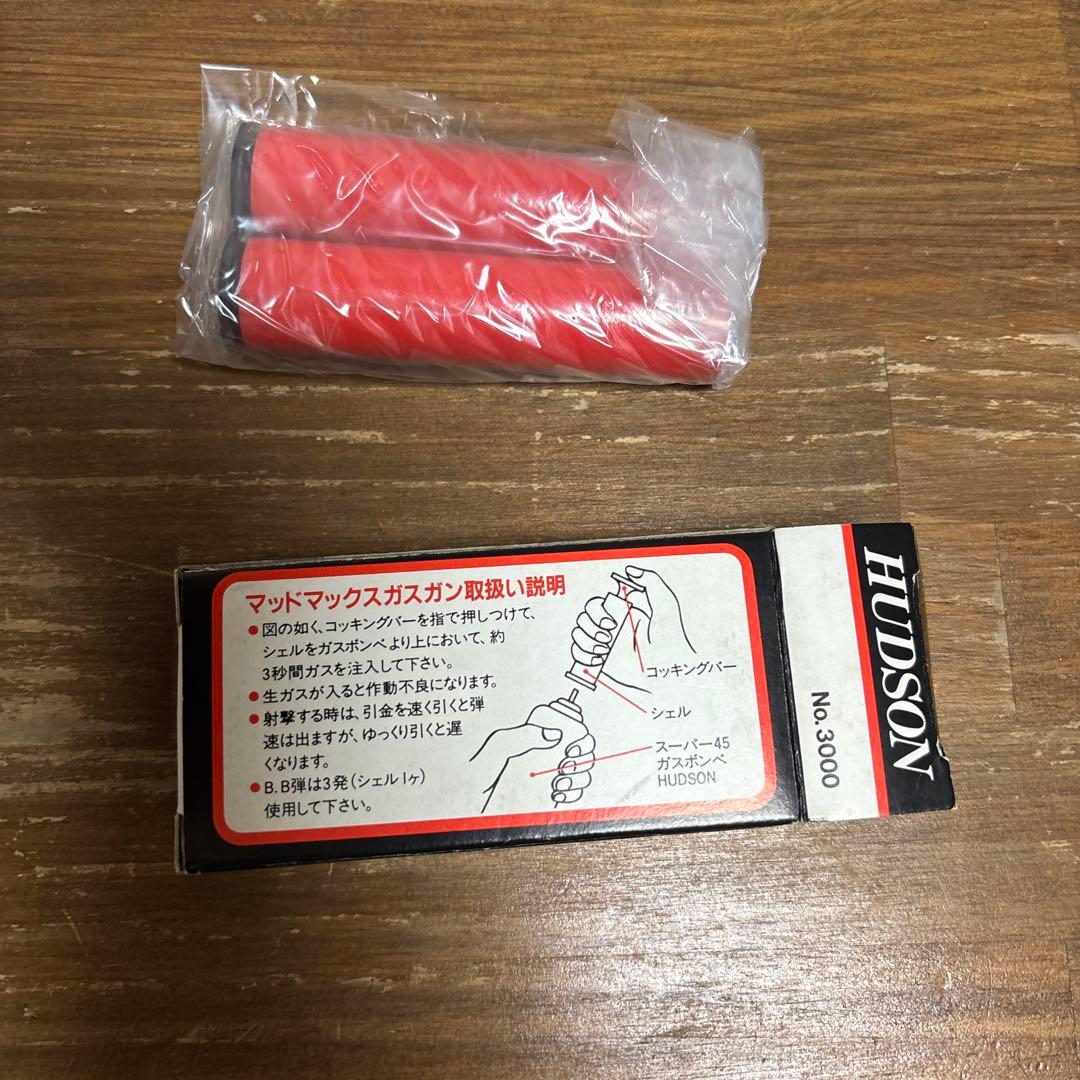 マッドマックスガスガン取扱い説明
●図の如く、コッキングバーを指で押しつけて、
シェルをガスボンベより上において、約
3秒間ガスを注入して下さい。
●生ガスが入ると作動不良になります。
●射撃する時は、引金を速く引くと弾
速は出ますが、ゆっくり引くと遅
くなります。
●B.B弾は3発(シェル1ヶ)
使用して下さい。
コッキングバー
シェル
スーパー45
ガスボンベ
HUDSON
No.3000
HUDSON